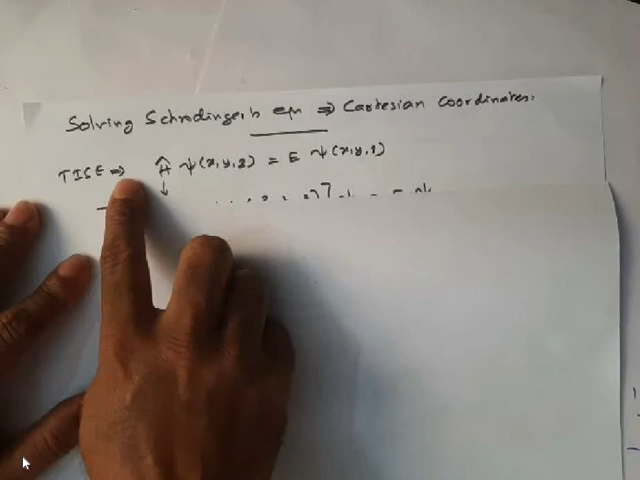 Solving Schrodinger's eqn ⇒ Cartesian Coordinates:
TISE ⇒ Ĥ ψ(x,y,z) = E ψ(x,y,z)
↓